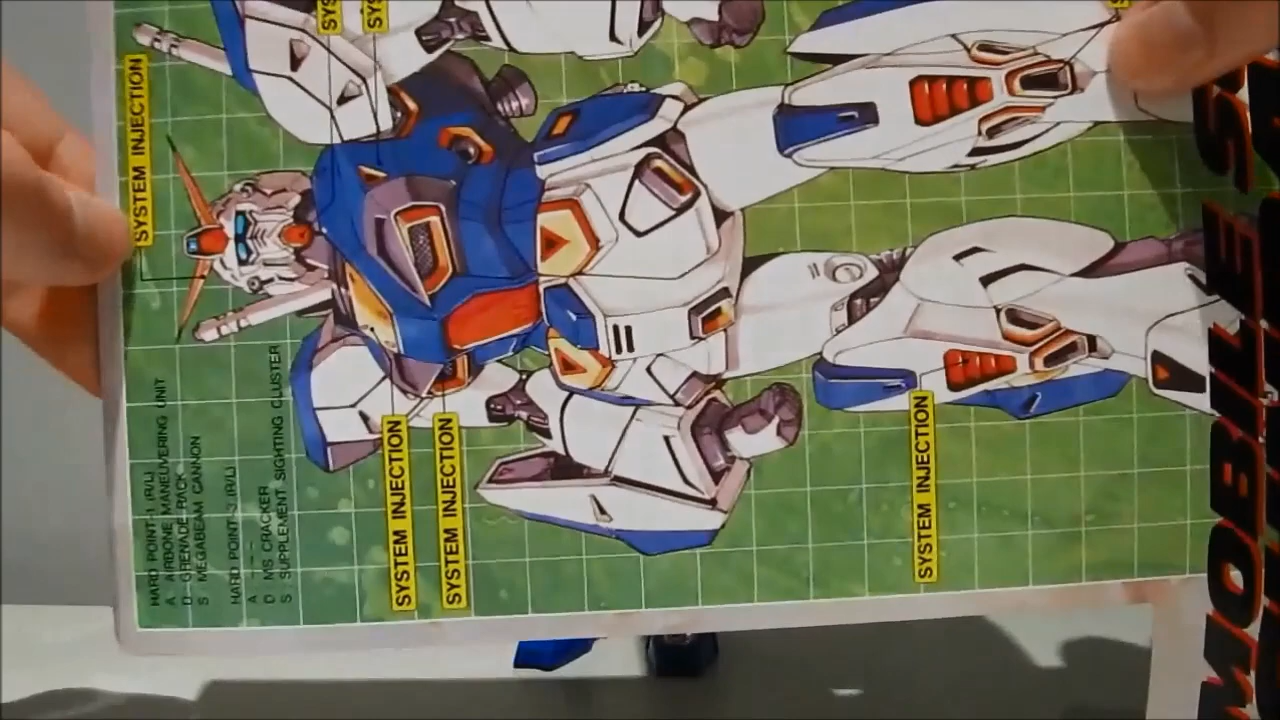 SYSTEM INJECTION
SYS
SYS
SYS
HARD POINT-1 (R/L)
A AIRBONE MANEUVERING UNIT
D GRENADE RACK
S MEGABEAM CANNON
HARD POINT-3 (R/L)
A ----
D MS CRACKER
S SUPPLEMENT SIGHTING CLUSTER
SYSTEM INJECTION
SYSTEM INJECTION
SYSTEM INJECTION
MOBILE S